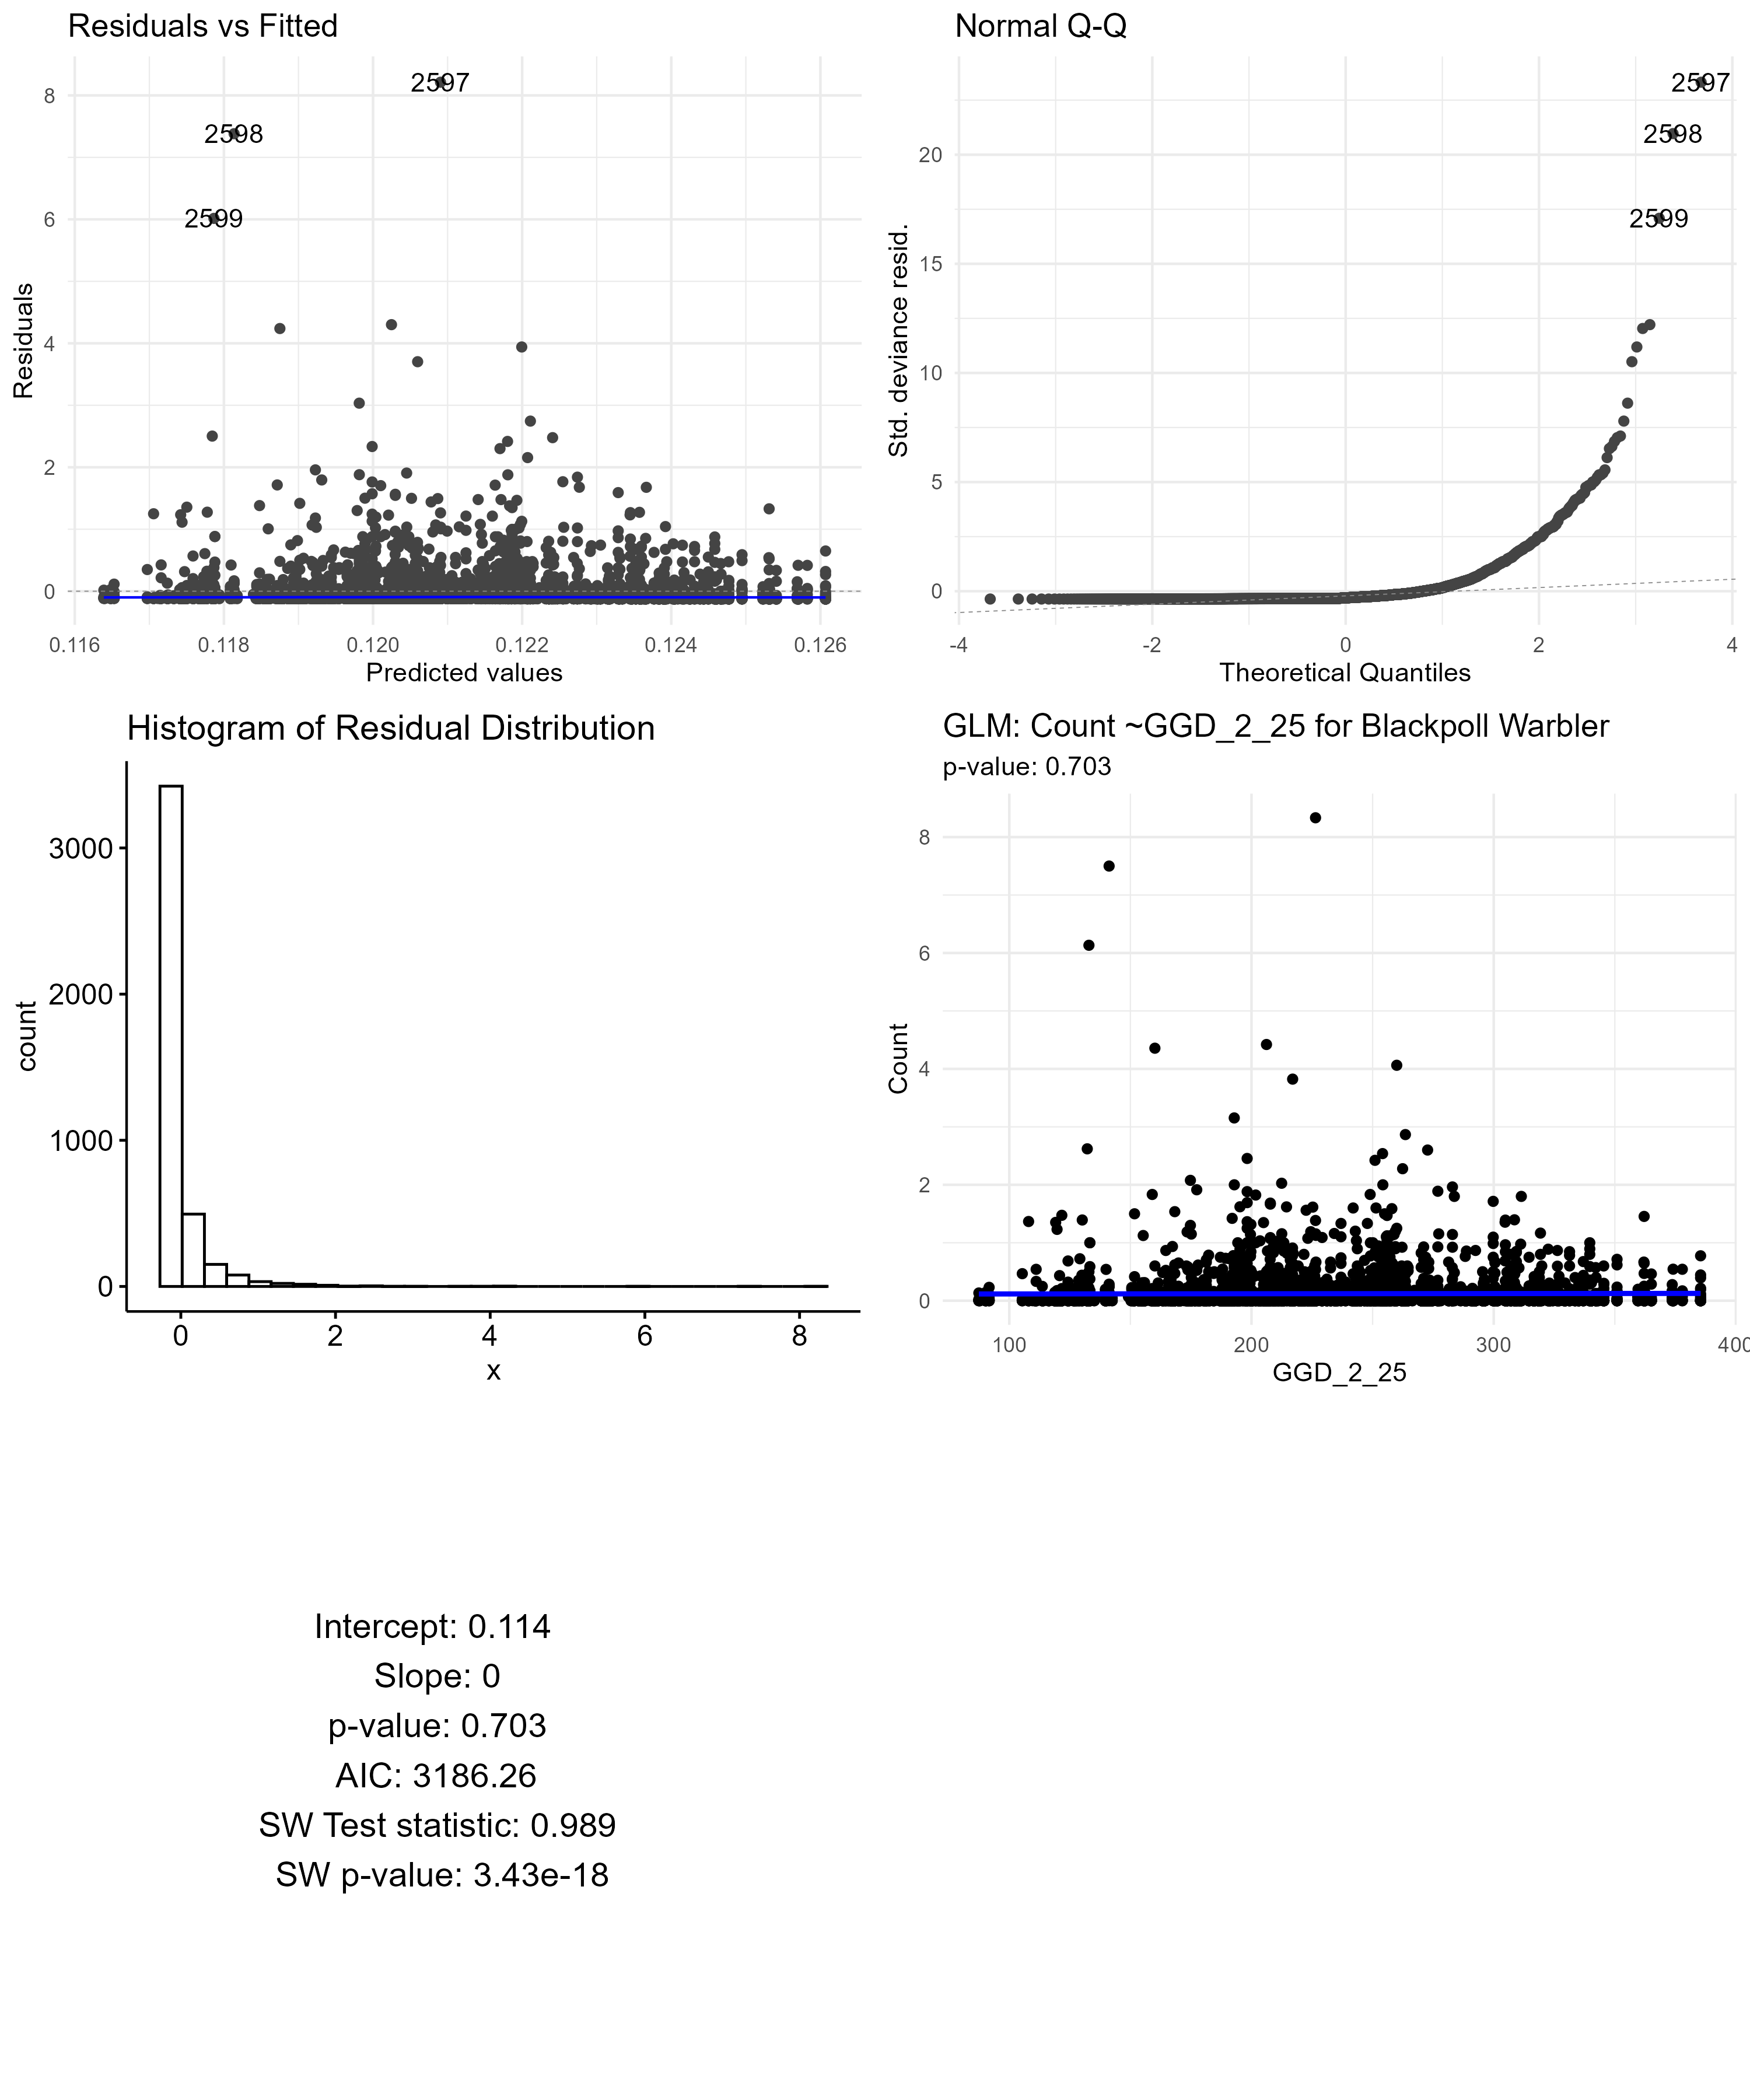 Residuals vs Fitted
2597
2598
2599
8
6
4
2
0
0.116 0.118 0.120 0.122 0.124 0.126
Predicted values
Residuals
Normal Q-Q
2597
2598
2599
20
15
10
5
0
-4 -2 0 2 4
Theoretical Quantiles
Std. deviance resid.
Histogram of Residual Distribution
3000
2000
1000
0
0 2 4 6 8
x
count
GLM: Count ~GGD_2_25 for Blackpoll Warbler
p-value: 0.703
8
6
4
2
0
100 200 300 400
GGD_2_25
Count
Intercept: 0.114
Slope: 0
p-value: 0.703
AIC: 3186.26
SW Test statistic: 0.989
SW p-value: 3.43e-18